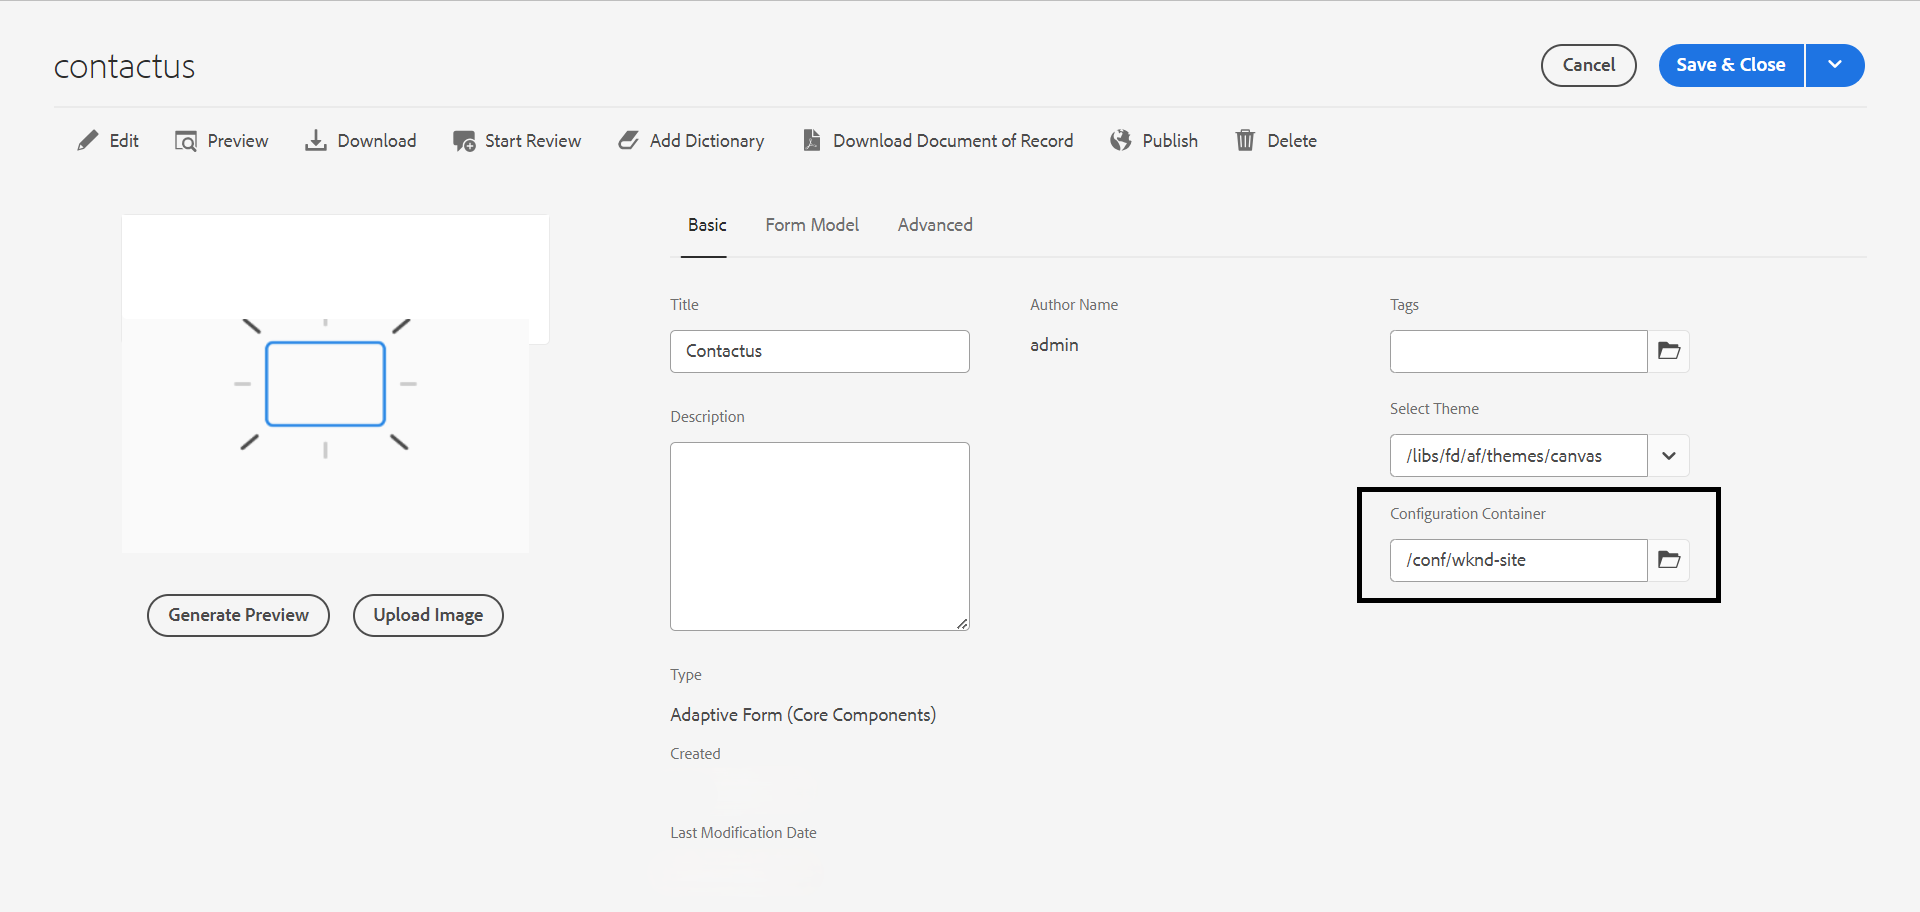 contactus
Cancel
Save & Close
Edit
Preview
Download
Start Review
Add Dictionary
Download Document of Record
Publish
Delete
Basic
Form Model
Advanced
Title
Contactus
Author Name
admin
Tags
Description
Select Theme
/libs/fd/af/themes/canvas
Configuration Container
/conf/wknd-site
Generate Preview
Upload Image
Type
Adaptive Form (Core Components)
Created
Last Modification Date